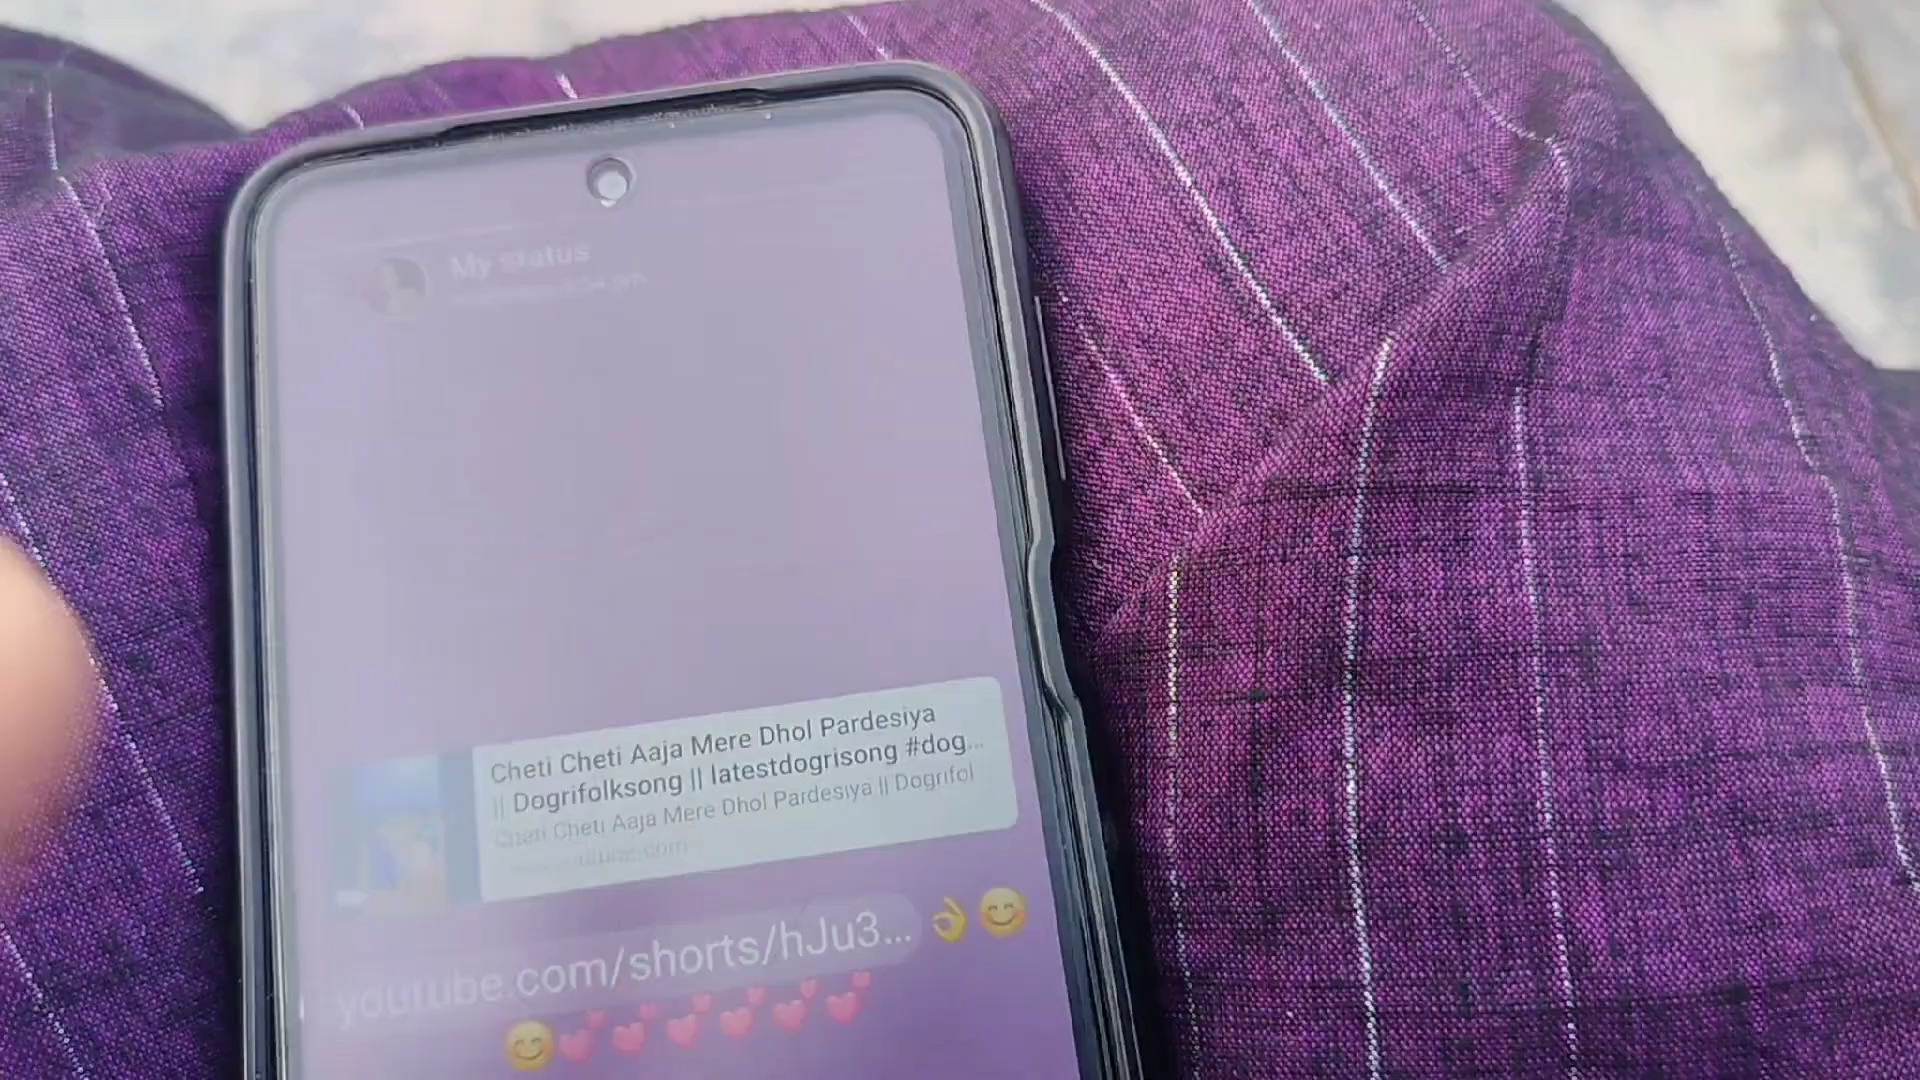 My status
Cheti Cheti Aaja Mere Dhol Pardesiya
|| Dogrifolksong || latestdogrisong #dog...
Cheti Cheti Aaja Mere Dhol Pardesiya || Dogrifol
youtube.com/shorts/hJu3... 👌😊
😊💕💕💕💕💕💕